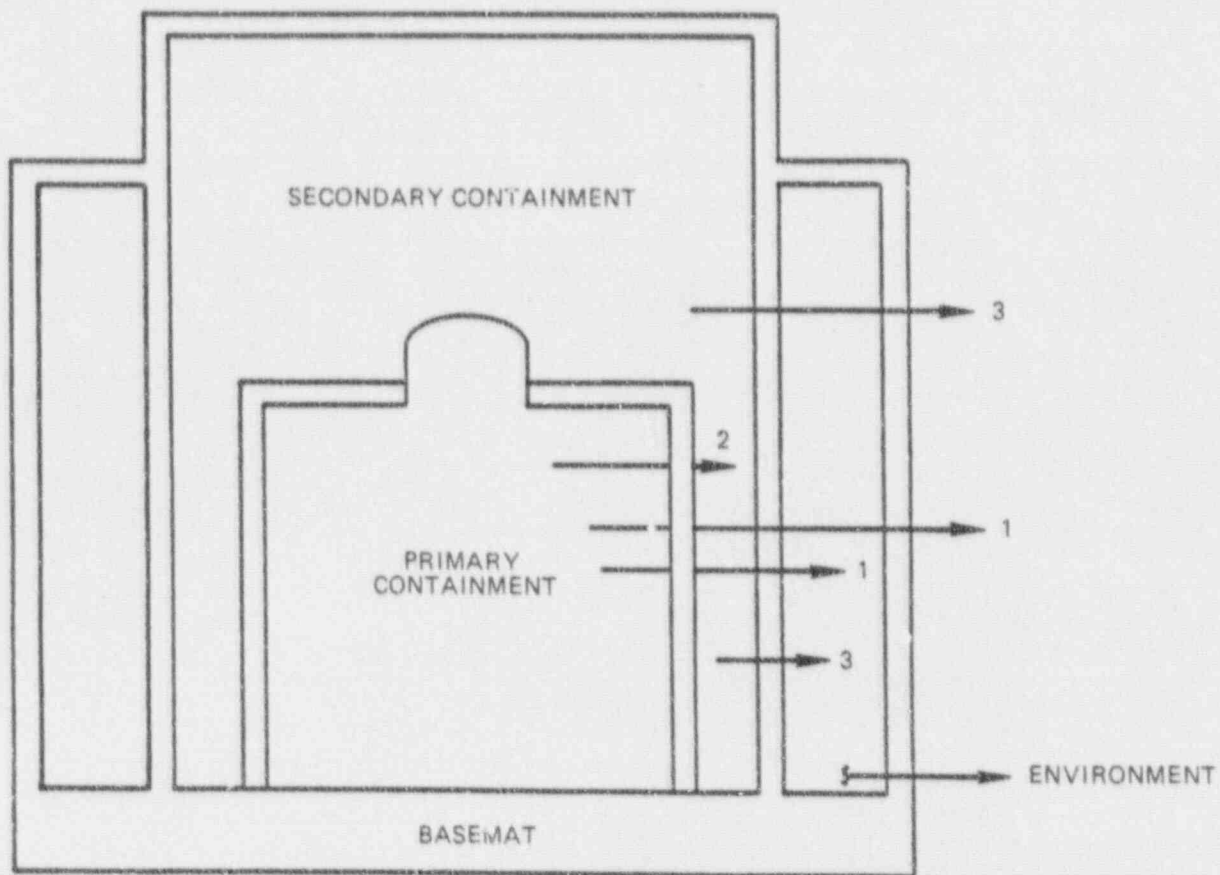 SECONDARY CONTAINMENT
3
2
1
PRIMARY
CONTAINMENT
1
3
ENVIRONMENT
BASEMAT